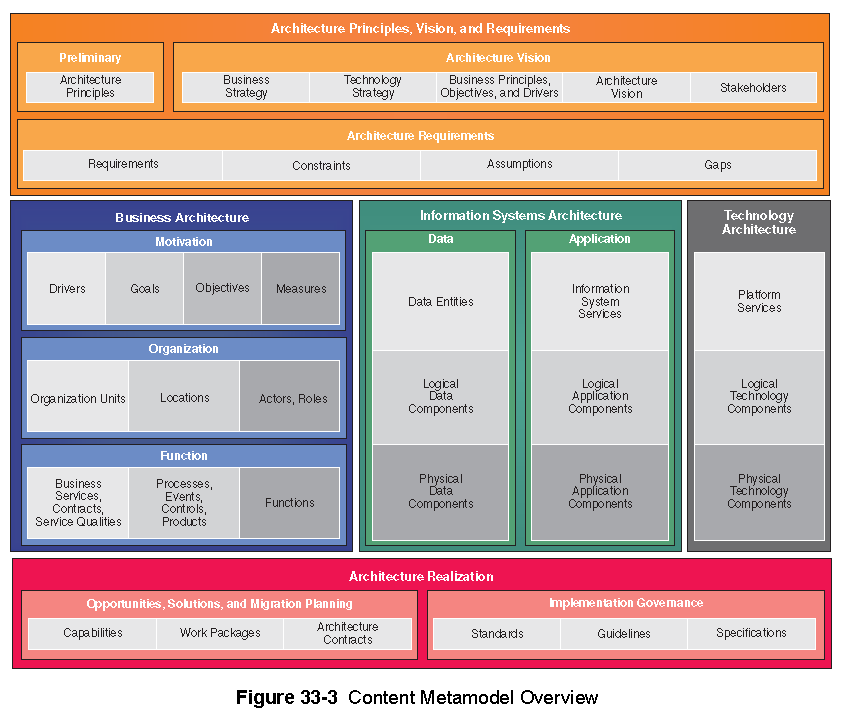 Architecture Principles, Vision, and Requirements
Preliminary
Architecture
Principles
Architecture Vision
Business
Strategy
Technology
Strategy
Business Principles,
Objectives, and Drivers
Architecture
Vision
Stakeholders
Architecture Requirements
Requirements
Constraints
Assumptions
Gaps
Business Architecture
Motivation
Drivers
Goals
Objectives
Measures
Organization
Organization Units
Locations
Actors, Roles
Function
Business
Services,
Contracts,
Service Qualities
Processes,
Events,
Controls,
Products
Functions
Information Systems Architecture
Data
Data Entities
Logical
Data
Components
Physical
Data
Components
Application
Information
System
Services
Logical
Application
Components
Physical
Application
Components
Technology
Architecture
Platform
Services
Logical
Technology
Components
Physical
Technology
Components
Architecture Realization
Opportunities, Solutions, and Migration Planning
Capabilities
Work Packages
Architecture
Contracts
Implementation Governance
Standards
Guidelines
Specifications
Figure 33-3 Content Metamodel Overview